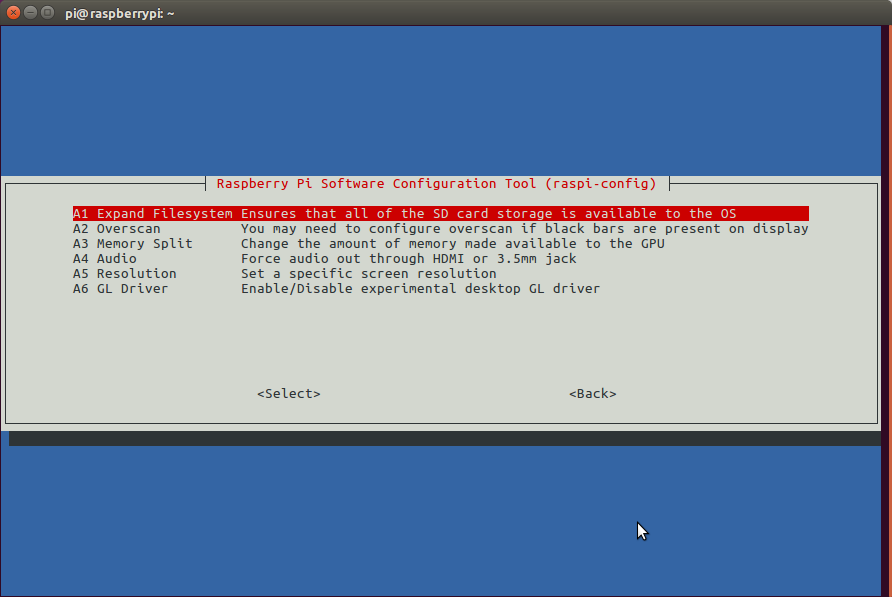 pi@raspberrypi: ~
Raspberry Pi Software Configuration Tool (raspi-config)
A1 Expand Filesystem Ensures that all of the SD card storage is available to the OS
A2 Overscan You may need to configure overscan if black bars are present on display
A3 Memory Split Change the amount of memory made available to the GPU
A4 Audio Force audio out through HDMI or 3.5mm jack
A5 Resolution Set a specific screen resolution
A6 GL Driver Enable/Disable experimental desktop GL driver
<Select> <Back>